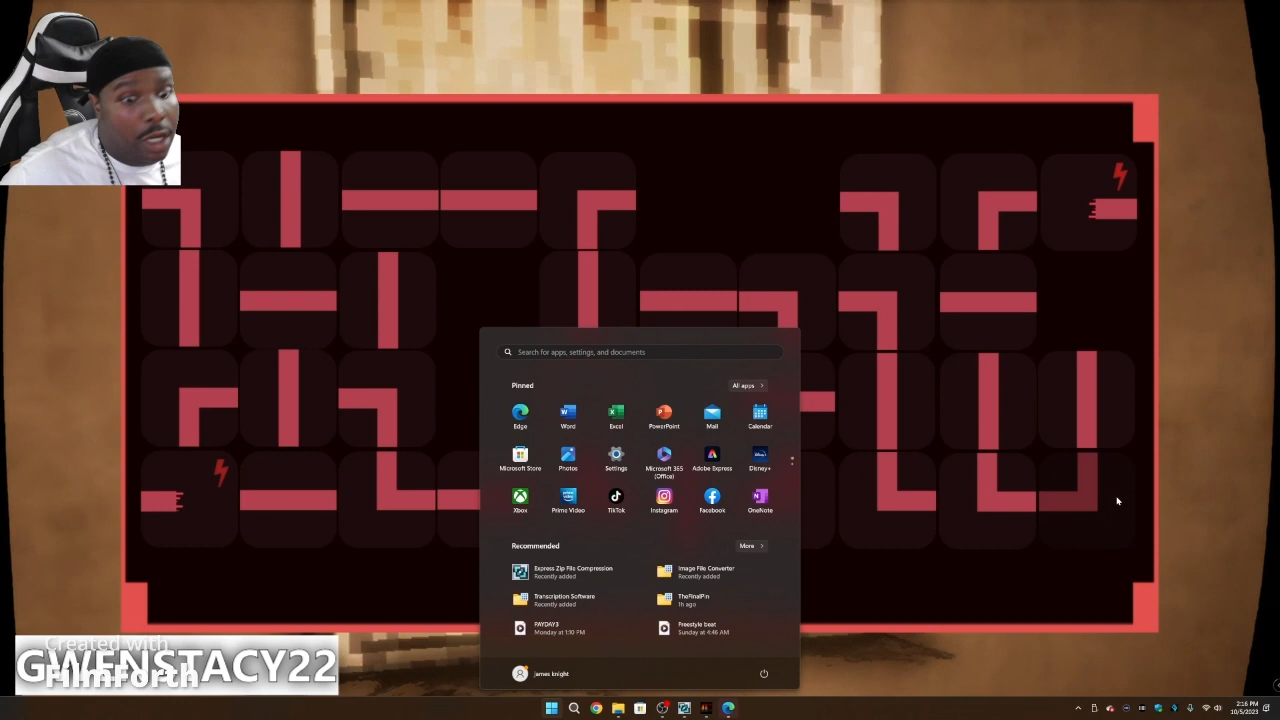 Search for apps, settings, and documents
Pinned
All apps
Edge
Word
Excel
PowerPoint
Mail
Calendar
Microsoft Store
Photos
Settings
Microsoft 365 (Office)
Adobe Express
Disney+
Xbox
Prime Video
TikTok
Instagram
Facebook
OneNote
Recommended
More
Express Zip File Compression
Recently added
Image File Converter
Recently added
Transcription Software
Recently added
TheFinalPin
1h ago
PAYDAY3
Monday at 1:10 PM
Freestyle beat
Sunday at 4:46 AM
james knight
Created with
FilmForth
GWENSTACY22
2:16 PM
10/5/2023